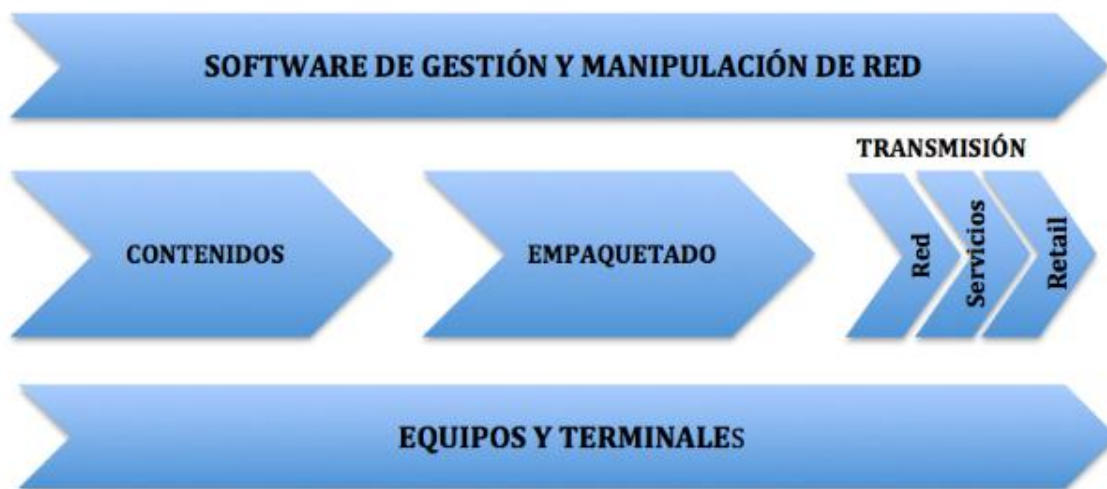 SOFTWARE DE GESTIÓN Y MANIPULACIÓN DE RED
TRANSMISIÓN
CONTENIDOS
EMPAQUETADO
Red
Servicios
Retail
EQUIPOS Y TERMINALES